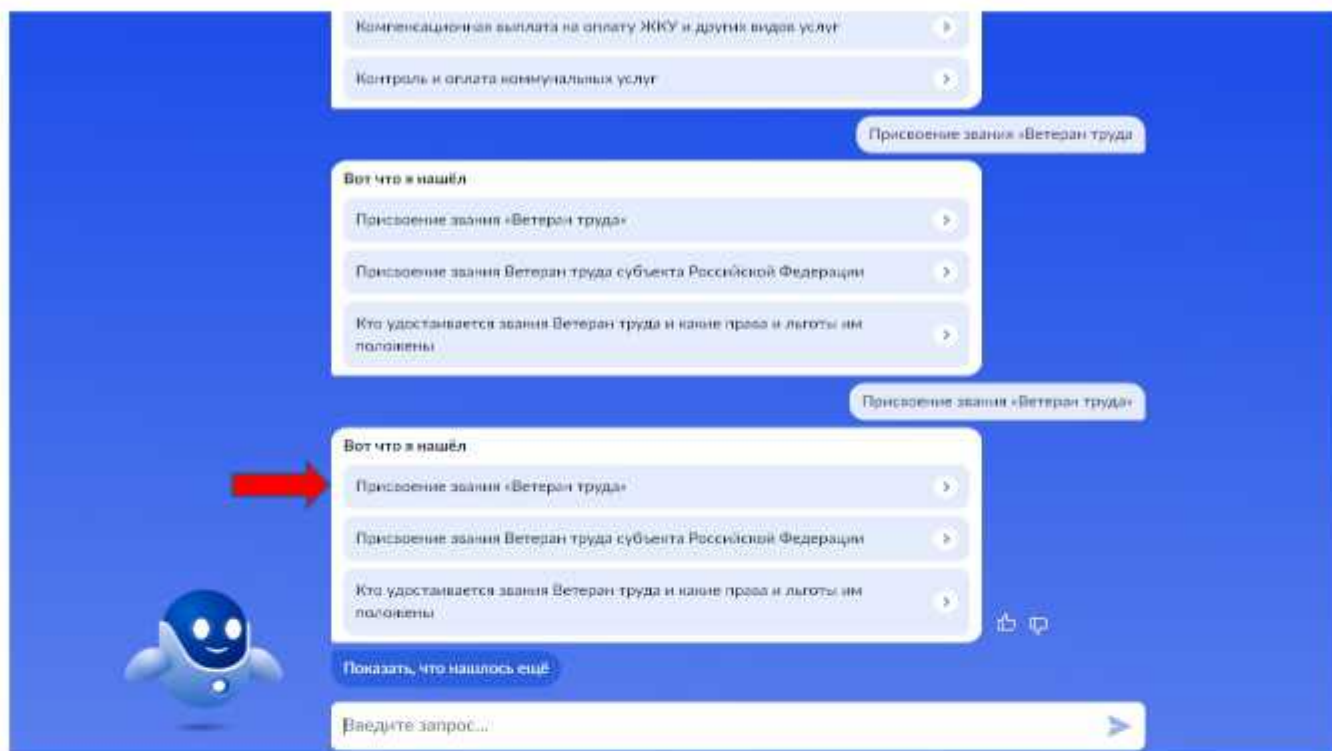 Компенсационная выплата на оплату ЖКУ и других видов услуг
Контроль и оплата коммунальных услуг
Присвоение звания «Ветеран труда
Вот что я нашёл
Присвоение звания «Ветеран труда»
Присвоение звания Ветеран труда субъекта Российской Федерации
Кто удостаивается звания Ветеран труда и какие права и льготы им
положены
Присвоение звания «Ветеран труда»
Вот что я нашёл
Присвоение звания «Ветеран труда»
Присвоение звания Ветеран труда субъекта Российской Федерации
Кто удостаивается звания Ветеран труда и какие права и льготы им
положены
Показать, что нашлось ещё
Введите запрос...